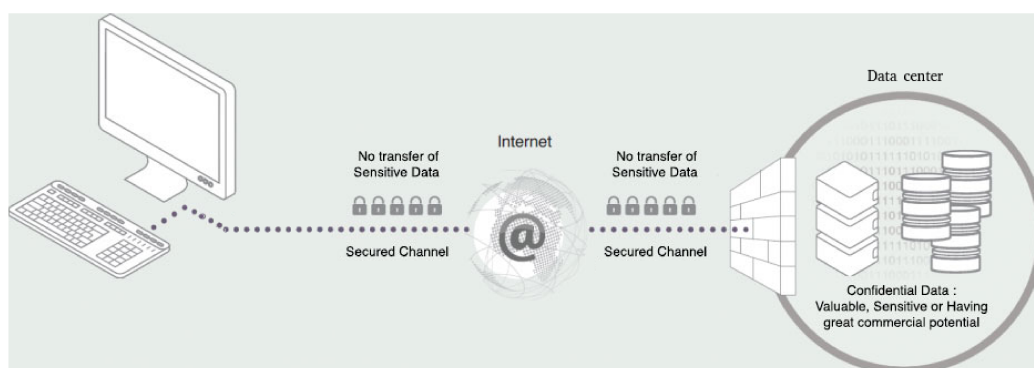 Data center
Internet
No transfer of
Sensitive Data
No transfer of
Sensitive Data
@
Secured Channel
Secured Channel
Confidential Data :
Valuable, Sensitive or Having
great commercial potential